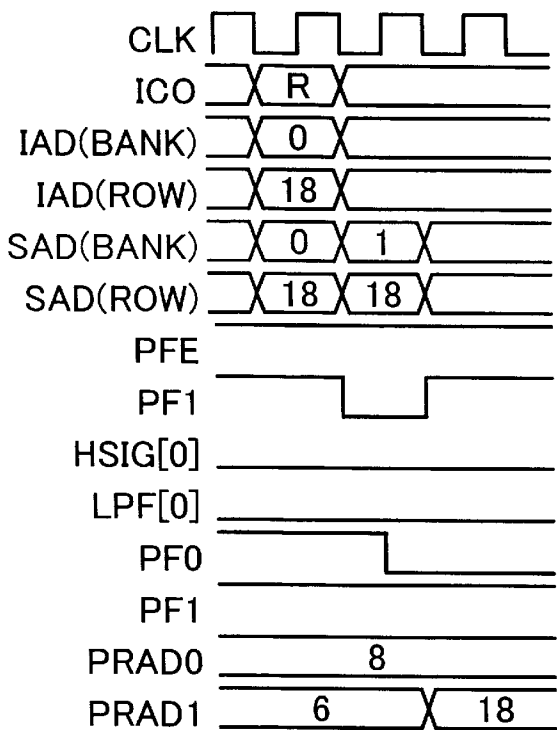 CLK
ICO R
IAD(BANK) 0
IAD(ROW) 18
SAD(BANK) 0 1
SAD(ROW) 18 18
PFE
PF1
HSIG[0]
LPF[0]
PF0
PF1
PRAD0 8
PRAD1 6 18